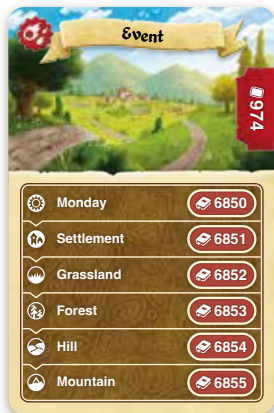 Event
974
Monday 6850
Settlement 6851
Grassland 6852
Forest 6853
Hill 6854
Mountain 6855